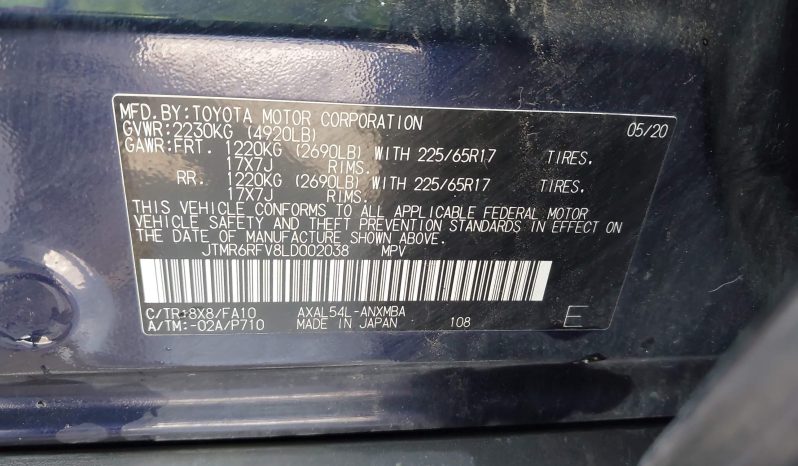 MFD.BY:TOYOTA MOTOR CORPORATION 05/20
GVWR:2230KG (4920LB)
GAWR:FRT. 1220KG (2690LB) WITH 225/65R17 TIRES.
17X7J RIMS.
RR. 1220KG (2690LB) WITH 225/65R17 TIRES.
17X7J RIMS.
THIS VEHICLE CONFORMS TO ALL APPLICABLE FEDERAL MOTOR
VEHICLE SAFETY AND THEFT PREVENTION STANDARDS IN EFFECT ON
THE DATE OF MANUFACTURE SHOWN ABOVE.
JTMR6RFV8LD002038 MPV
C/TR:8X8/FA10 AXAL54L-ANXMBA
A/TM:-02A/P710 MADE IN JAPAN 108 E